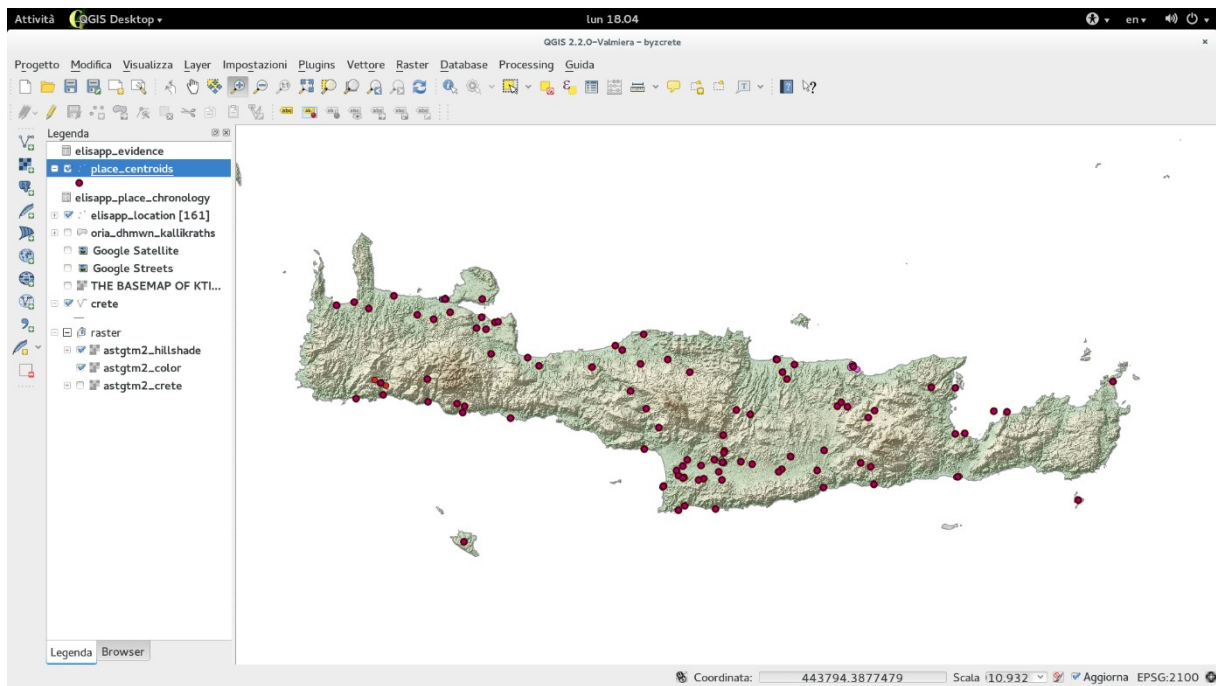 Attività QGIS Desktop lun 18.04 en
QGIS 2.2.0-Valmiera – byzcrete
Progetto Modifica Visualizza Layer Impostazioni Plugins Vettore Raster Database Processing Guida
Legenda
elisapp_evidence
place_centroids
elisapp_place_chronology
elisapp_location [161]
oria_dhmwn_kallikraths
Google Satellite
Google Streets
THE BASEMAP OF KTI...
crete
raster
astgtm2_hillshade
astgtm2_color
astgtm2_crete
Legenda Browser
Coordinata: 443794.3877479 Scala 10.932 Aggiorna EPSG:2100